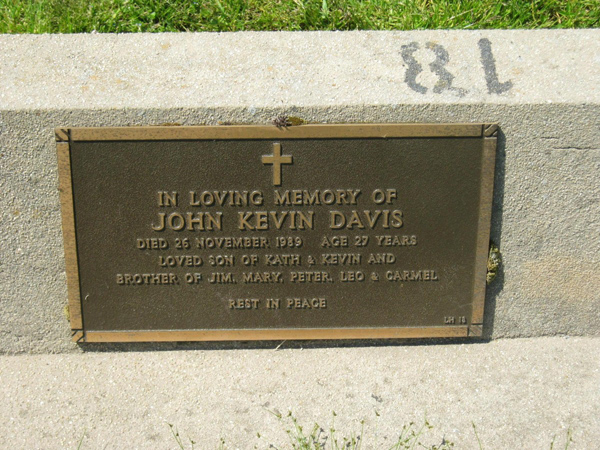 18
IN LOVING MEMORY OF
JOHN KEVIN DAVIS
DIED 26 NOVEMBER 1989 AGE 27 YEARS
LOVED SON OF KATH & KEVIN AND
BROTHER OF JIM, MARY, PETER, LEO & CARMEL
REST IN PEACE
LH 18